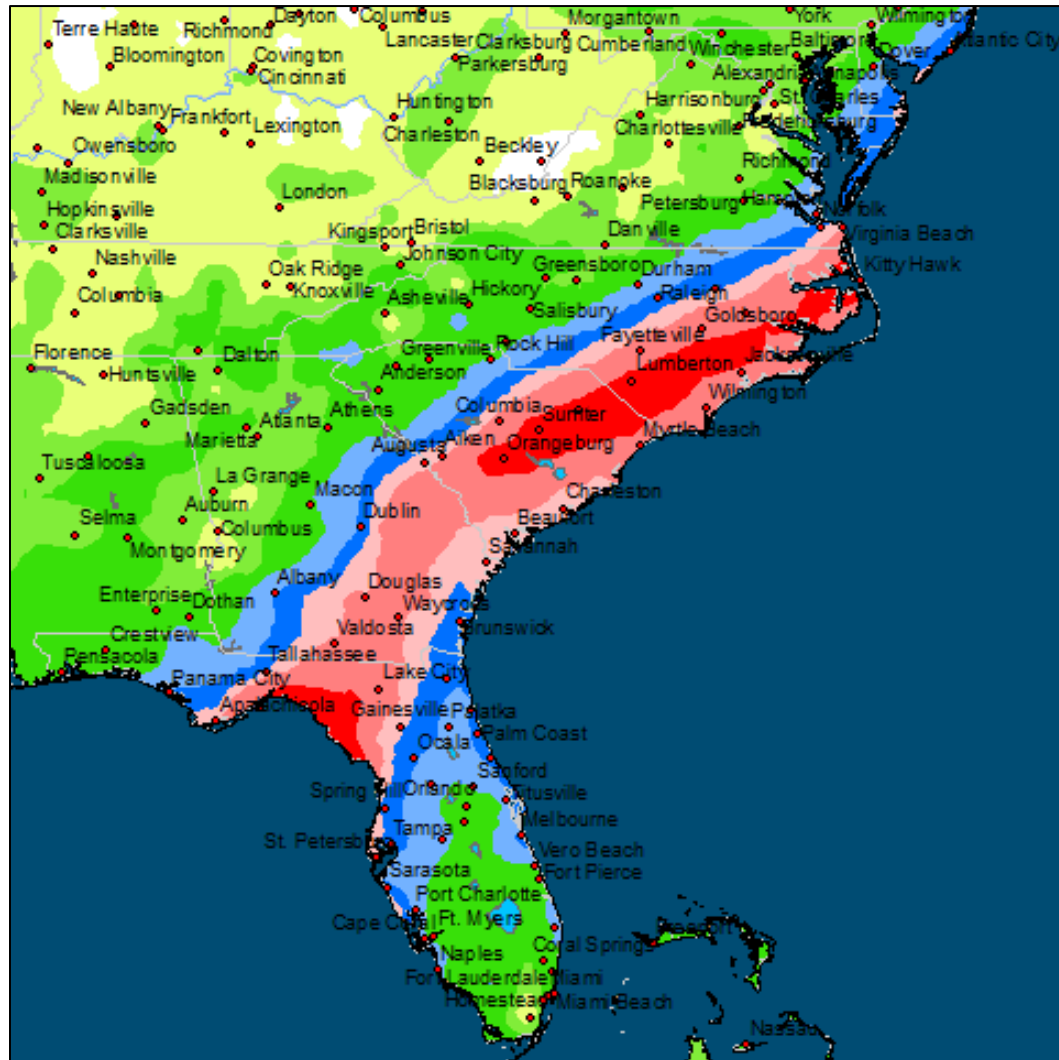 Dayton
Columbus
Morgantown
York
Wilmington
Terre Haute
Richmond
Lancaster
Clarksburg
Cumberland
Atlantic City
Bloomington
Covington
Parkersburg
Winchester
Baltimore
Dover
Cincinnati
Alexandria
Annapolis
New Albany
Frankfort
Lexington
Huntington
Harrisonburg
St. Charles
Charleston
Charlottesville
Fredericksburg
Owensboro
Beckley
Richmond
Madisonville
London
Blacksburg
Roanoke
Petersburg
Hopkinsville
Norfolk
Clarksville
Kingsport
Bristol
Danville
Virginia Beach
Nashville
Johnson City
Oak Ridge
Greensboro
Durham
Kitty Hawk
Columbia
Knoxville
Asheville
Hickory
Raleigh
Salisbury
Goldsboro
Fayetteville
Florence
Dalton
Greenville
Rock Hill
Jacksonville
Huntsville
Anderson
Lumberton
Wilmington
Gadsden
Athens
Columbia
Sumter
Atlanta
Marietta
Augusta
Aiken
Orangeburg
Myrtle Beach
Tuscaloosa
La Grange
Macon
Charleston
Selma
Auburn
Columbus
Dublin
Beaufort
Montgomery
Savannah
Albany
Douglas
Enterprise
Dothan
Waycross
Valdosta
Brunswick
Crestview
Pensacola
Tallahassee
Panama City
Lake City
Apalachicola
Gainesville
Palatka
Palm Coast
Ocala
Sanford
Spring Hill
Orlando
Titusville
Tampa
Melbourne
St. Petersburg
Vero Beach
Sarasota
Fort Pierce
Port Charlotte
Cape Coral
Ft. Myers
Freeport
Naples
Coral Springs
Fort Lauderdale
Miami
Homestead
Miami Beach
Nassau